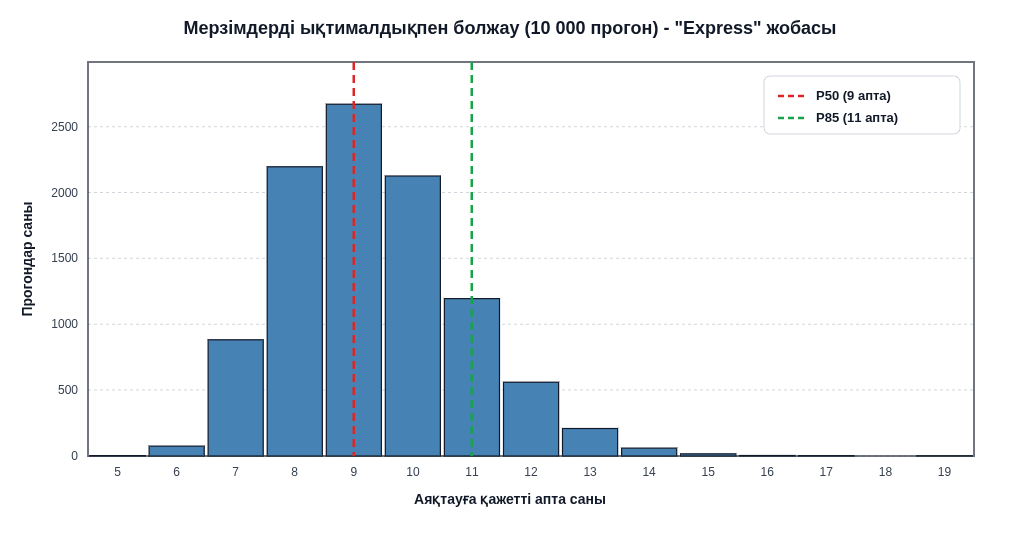 Мерзімдерді ықтималдықпен болжау (10 000 прогон) - "Express" жобасы
P50 (9 апта)
P85 (11 апта)
Прогондар саны
2500
2000
1500
1000
500
0
5 6 7 8 9 10 11 12 13 14 15 16 17 18 19
Аяқтауға қажетті апта саны